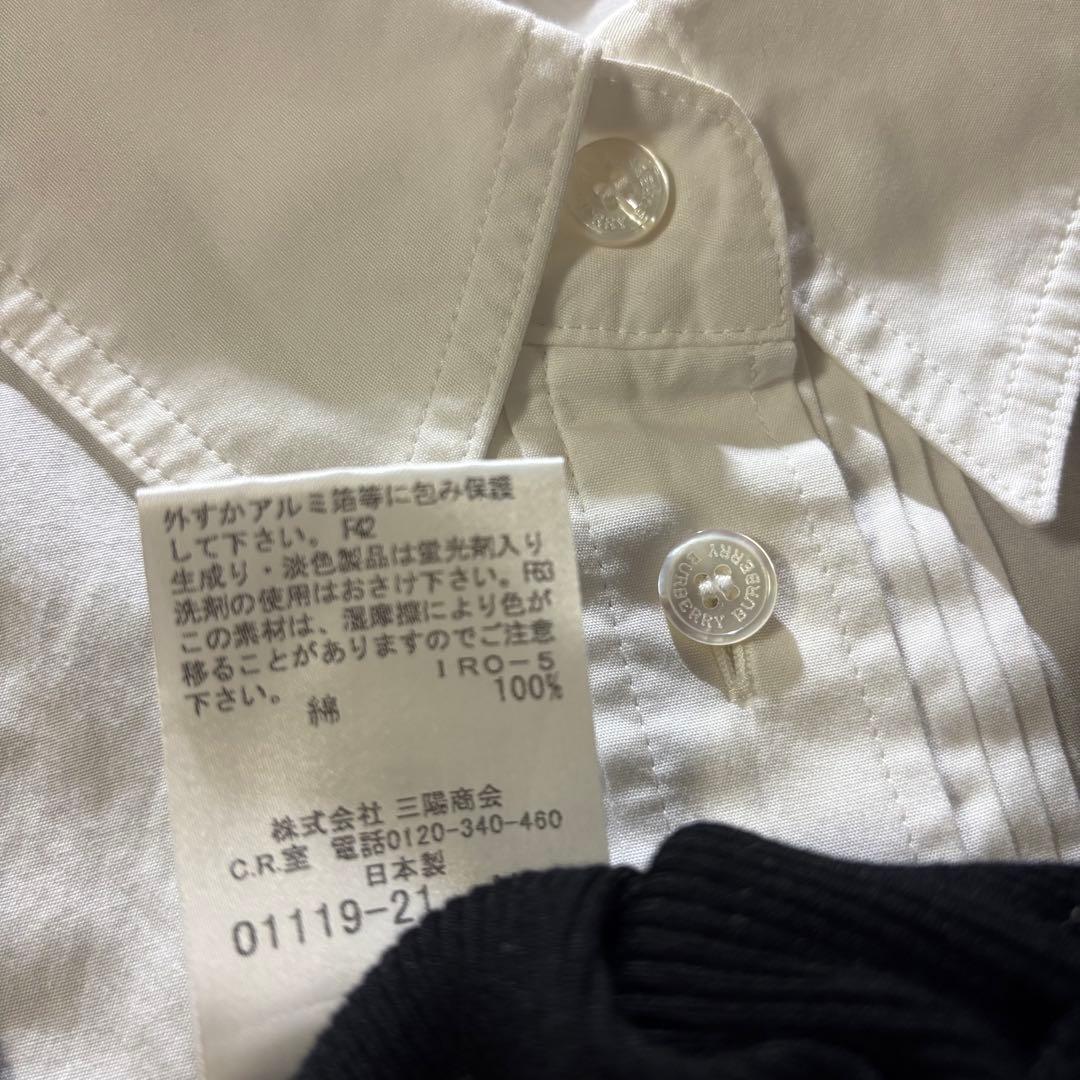 BURBERRY BURBERRY
外すかアルミ箔等に包み保護
して下さい。 F42
生成り・淡色製品は蛍光剤入り
洗剤の使用はおさけ下さい。F63
この素材は、湿摩擦により色が
移ることがありますのでご注意
下さい。 IRO-5
綿 100%
株式会社 三陽商会
C.R.室 電話0120-340-460
日本製
01119-21